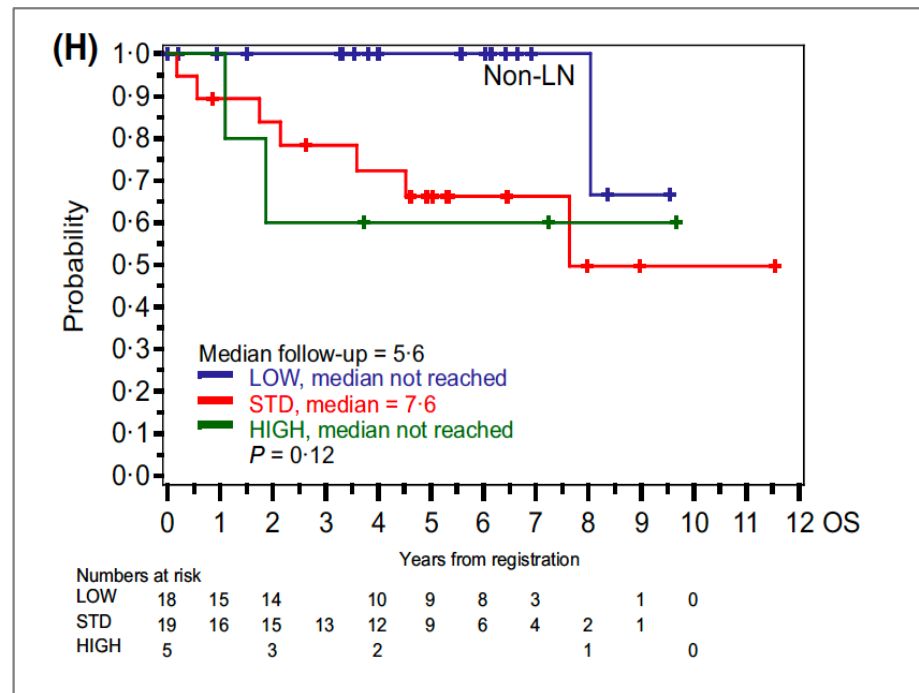 (H)
1·0
0·9
0·8
0·7
0·6
0·5
0·4
0·3
0·2
0·1
0·0
Probability
Non-LN
Median follow-up = 5·6
LOW, median not reached
STD, median = 7·6
HIGH, median not reached
P = 0·12
0 1 2 3 4 5 6 7 8 9 10 11 12 OS
Years from registration
Numbers at risk
LOW 18 15 14 10 9 8 3 1 0
STD 19 16 15 13 12 9 6 4 2 1
HIGH 5 3 2 1 0